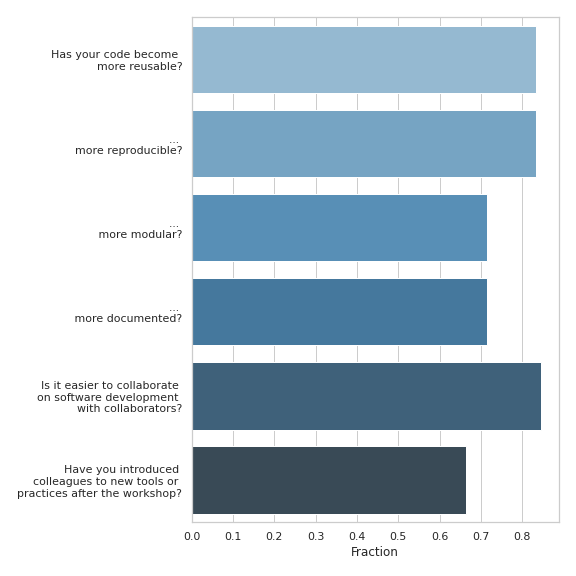 Has your code become
more reusable?
...
more reproducible?
...
more modular?
...
more documented?
Is it easier to collaborate
on software development
with collaborators?
Have you introduced
colleagues to new tools or
practices after the workshop?
0.0 0.1 0.2 0.3 0.4 0.5 0.6 0.7 0.8
Fraction